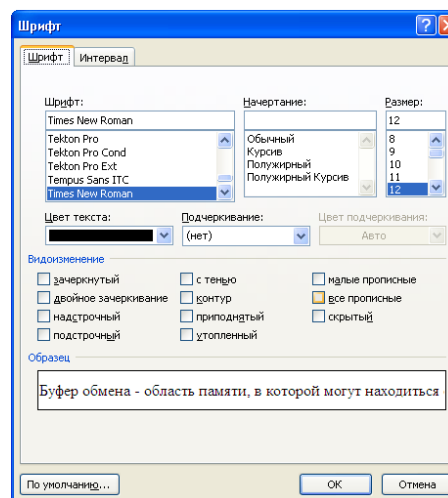 Шрифт
Шрифт Интервал
Шрифт: Начертание: Размер:
Times New Roman 12
Tekton Pro Обычный 8
Tekton Pro Cond Курсив 9
Tekton Pro Ext Полужирный 10
Tempus Sans ITC Полужирный Курсив 11
Times New Roman 12
Цвет текста: Подчеркивание: Цвет подчеркивания:
(нет) Авто
Видоизменение
зачеркнутый с тенью малые прописные
двойное зачеркивание контур все прописные
надстрочный приподнятый скрытый
подстрочный утопленный
Образец
Буфер обмена - область памяти, в которой могут находиться
По умолчанию... ОК Отмена